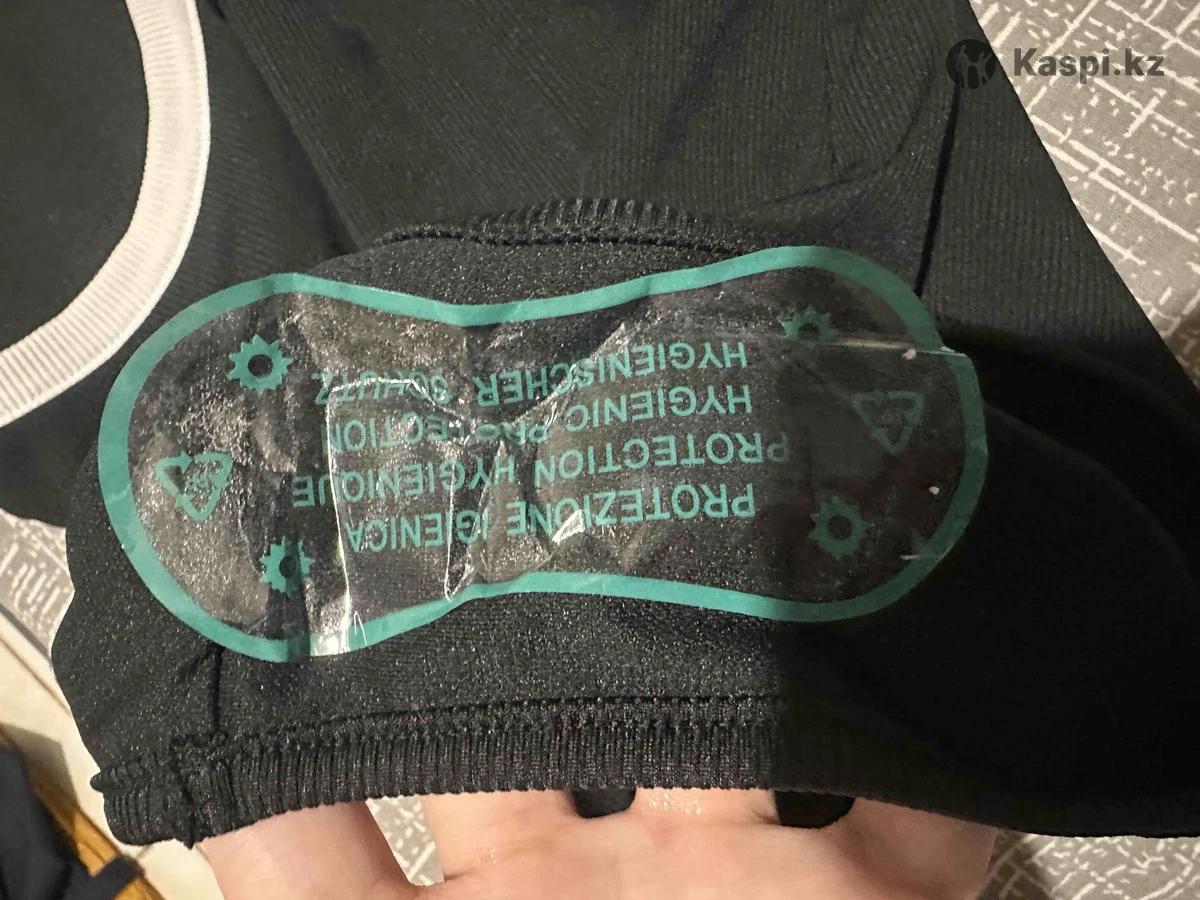 Kaspi.kz
PROTEZIONE IGIENICA
PROTECTION HYGIENIQUE
HYGIENIC PROTECTION
HYGIENISCHER SCHUTZ